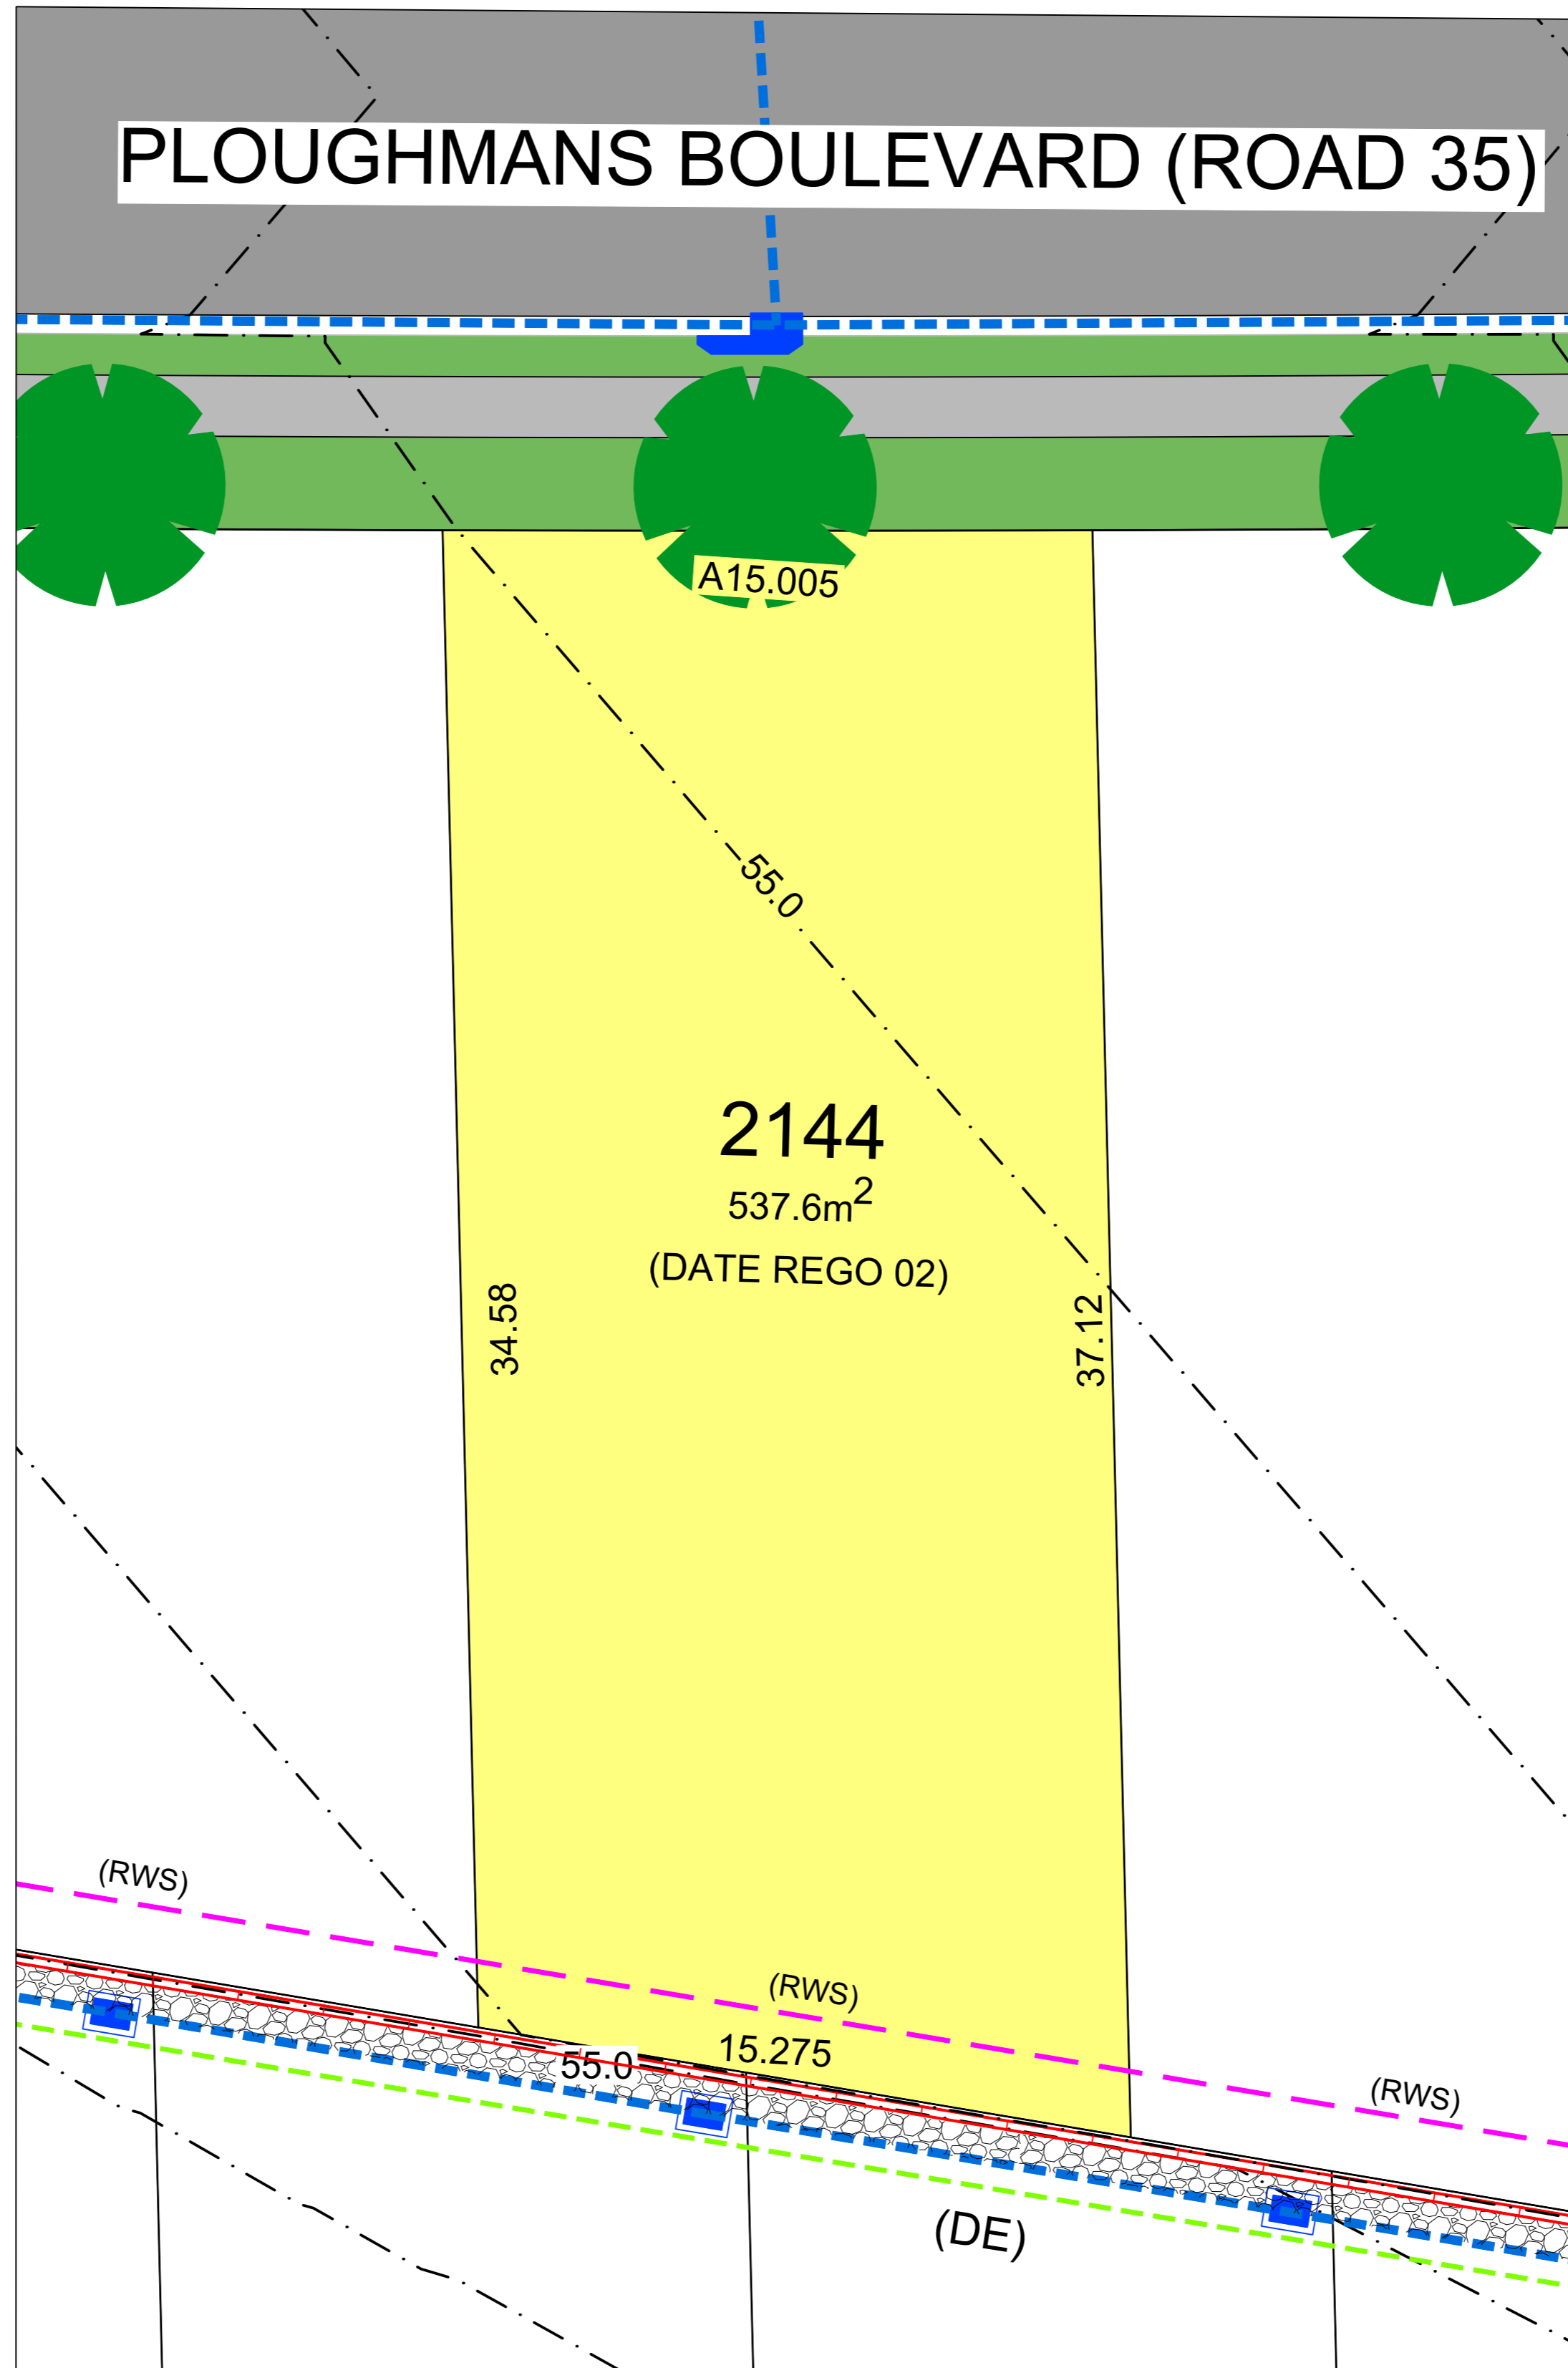 PLOUGHMANS BOULEVARD (ROAD 35)
A15.005
55.0
2144
537.6m²
(DATE REGO 02)
34.58
37.12
(RWS)
(RWS)
15.275
55.0
(RWS)
(DE)